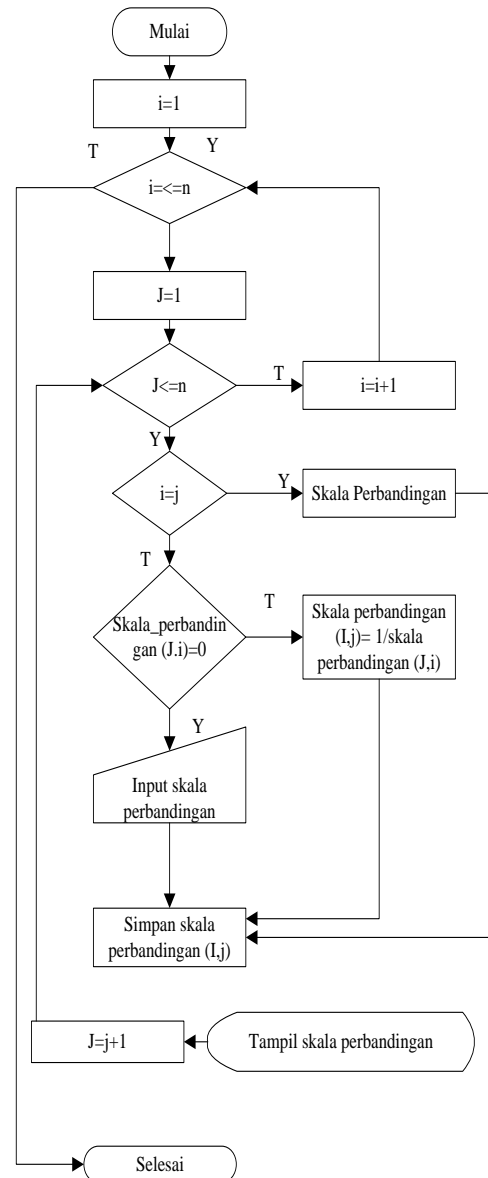 Mulai
i=1
T
Y
i=<=n
J=1
J<=n
T
i=i+1
Y
i=j
Y
Skala Perbandingan
T
Skala_perbandin
gan (J.i)=0
T
Skala perbandingan
(I,j)= 1/skala
perbandingan (J,i)
Y
Input skala
perbandingan
Simpan skala
perbandingan (I,j)
J=j+1
Tampil skala perbandingan
Selesai